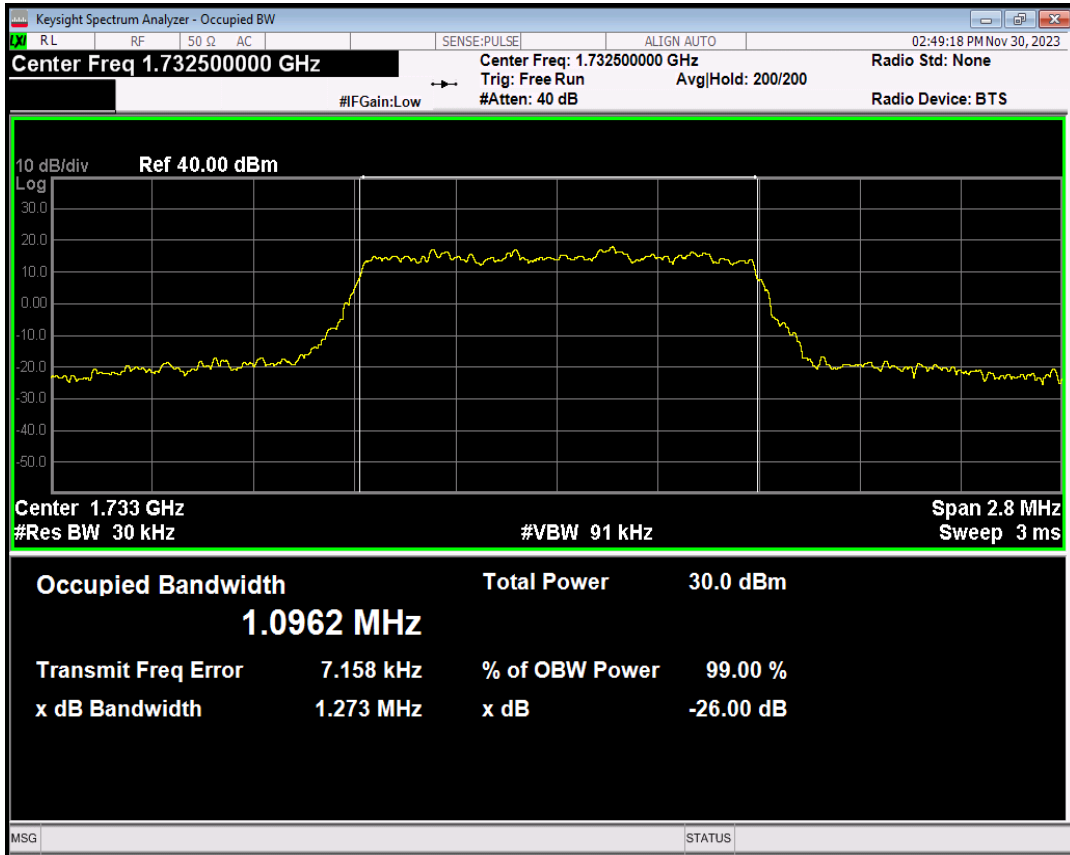 Keysight Spectrum Analyzer - Occupied BW
LXI RL RF 50 Ω AC SENSE:PULSE ALIGN AUTO 02:49:18 PM Nov 30, 2023
Center Freq 1.732500000 GHz Center Freq: 1.732500000 GHz Radio Std: None
Trig: Free Run Avg|Hold: 200/200
#IFGain:Low #Atten: 40 dB Radio Device: BTS
10 dB/div Ref 40.00 dBm
Log
30.0
20.0
10.0
0.00
-10.0
-20.0
-30.0
-40.0
-50.0
Center 1.733 GHz Span 2.8 MHz
#Res BW 30 kHz #VBW 91 kHz Sweep 3 ms
Occupied Bandwidth Total Power 30.0 dBm
1.0962 MHz
Transmit Freq Error 7.158 kHz % of OBW Power 99.00 %
x dB Bandwidth 1.273 MHz x dB -26.00 dB
MSG STATUS